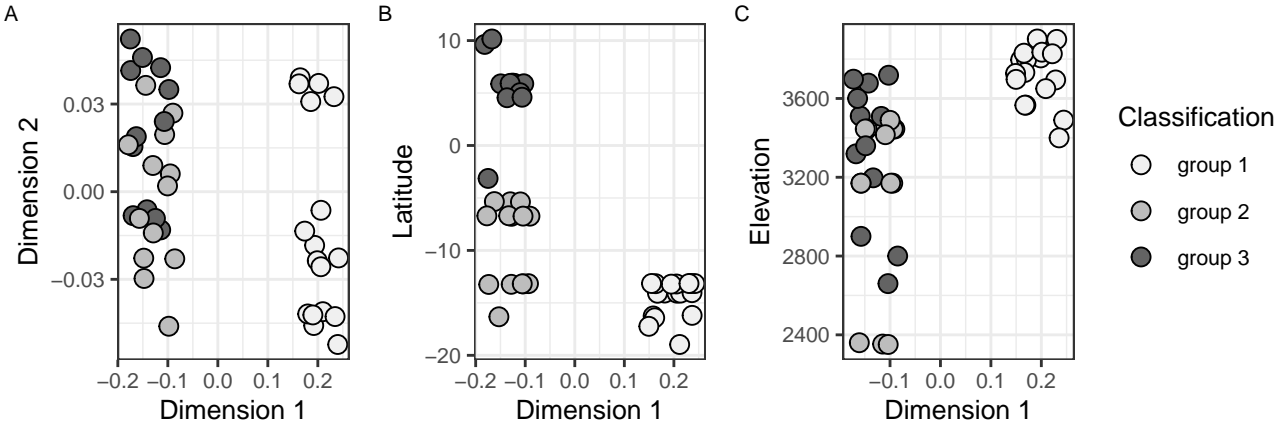 A
B
C
0.03
0.00
−0.03
Dimension 2
−0.2
−0.1
0.0
0.1
0.2
Dimension 1
10
0
−10
−20
Latitude
−0.2
−0.1
0.0
0.1
0.2
Dimension 1
3600
3200
2800
2400
Elevation
−0.1
0.0
0.1
0.2
Dimension 1
Classification
group 1
group 2
group 3